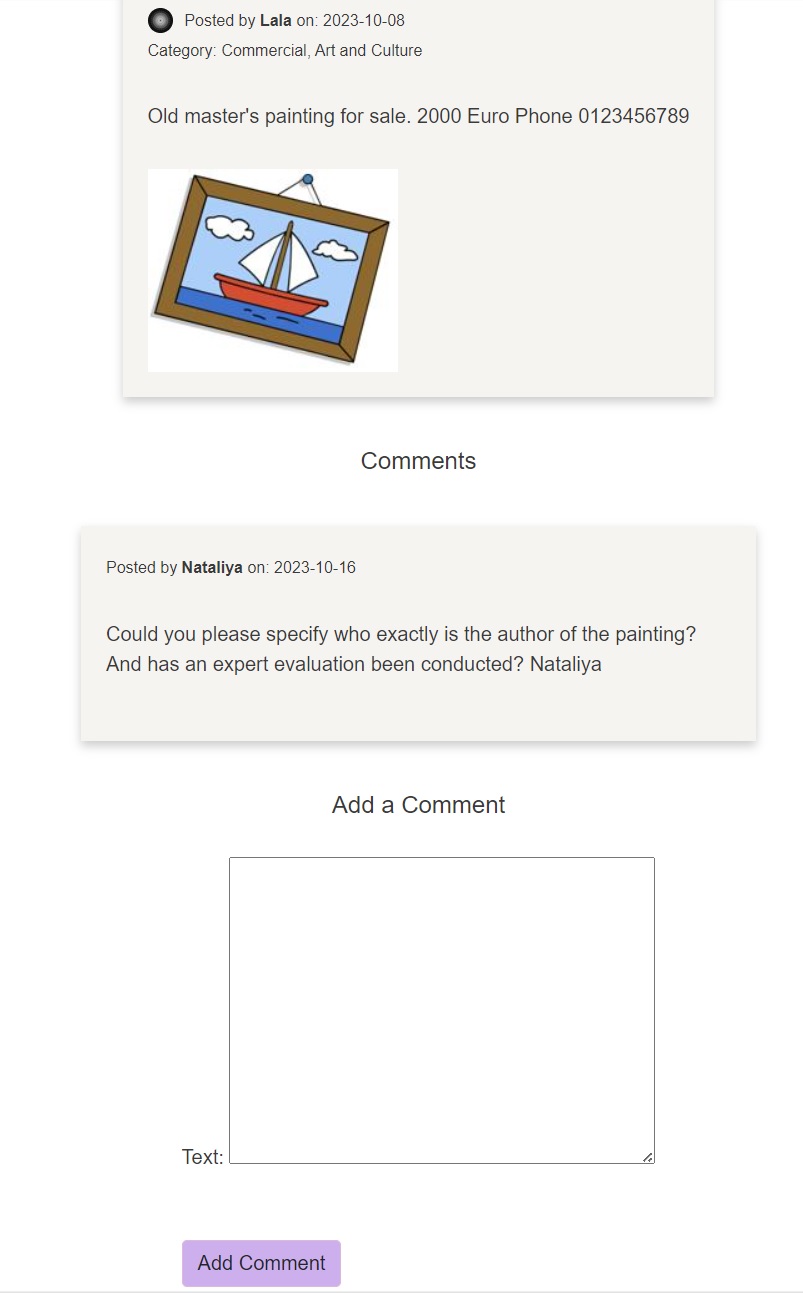 Posted by Lala on: 2023-10-08
Category: Commercial, Art and Culture
Old master's painting for sale. 2000 Euro Phone 0123456789
Comments
Posted by Nataliya on: 2023-10-16
Could you please specify who exactly is the author of the painting?
And has an expert evaluation been conducted? Nataliya
Add a Comment
Text:
Add Comment